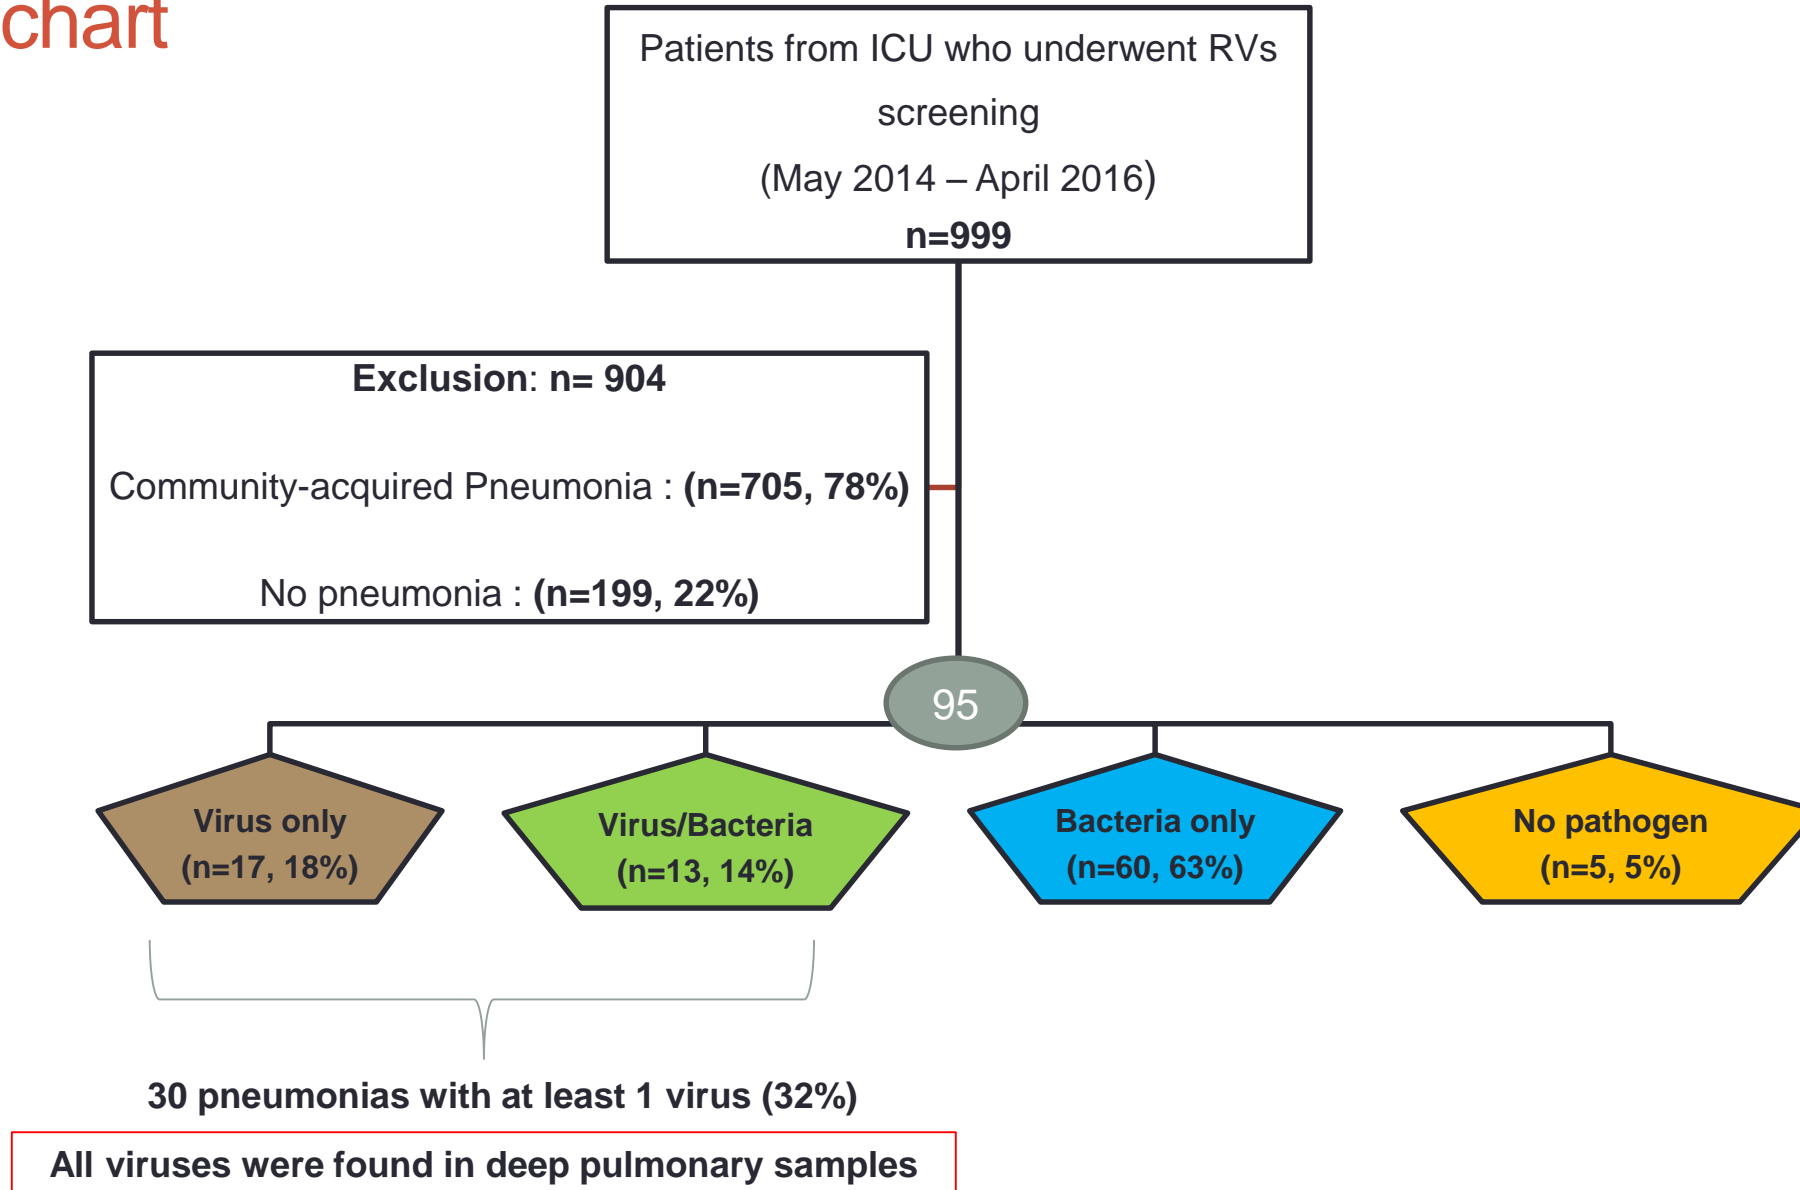 chart
Patients from ICU who underwent RVs
screening
(May 2014 – April 2016)
n=999
Exclusion: n= 904
Community-acquired Pneumonia : (n=705, 78%)
No pneumonia : (n=199, 22%)
95
Virus only
(n=17, 18%)
Virus/Bacteria
(n=13, 14%)
Bacteria only
(n=60, 63%)
No pathogen
(n=5, 5%)
30 pneumonias with at least 1 virus (32%)
All viruses were found in deep pulmonary samples